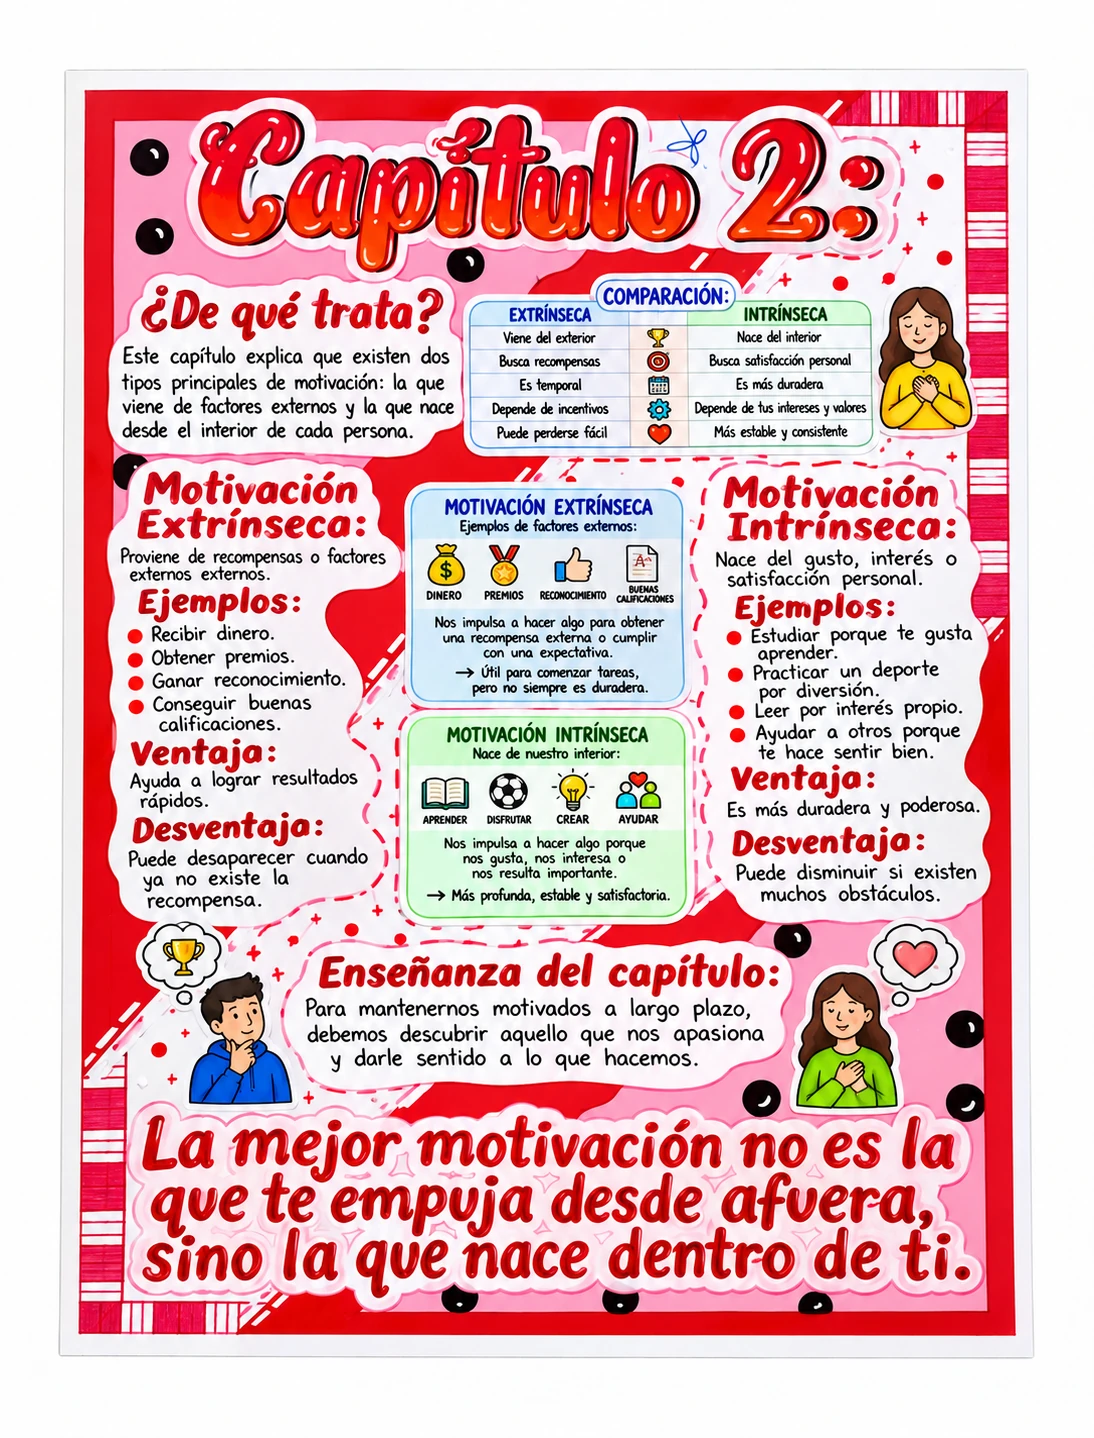 Capítulo 2:
¿De qué trata?
Este capítulo explica que existen dos
tipos principales de motivación: la que
viene de factores externos y la que nace
desde el interior de cada persona.
COMPARACIÓN:
EXTRÍNSECA INTRÍNSECA
Viene del exterior Nace del interior
Busca recompensas Busca satisfacción personal
Es temporal Es más duradera
Depende de incentivos Depende de tus intereses y valores
Puede perderse fácil Más estable y consistente
Motivación
Extrínseca:
Proviene de recompensas o factores
externos externos.
Ejemplos:
Recibir dinero.
Obtener premios.
Ganar reconocimiento.
Conseguir buenas
calificaciones.
Ventaja:
Ayuda a lograr resultados
rápidos.
Desventaja:
Puede desaparecer cuando
ya no existe la
recompensa.
MOTIVACIÓN EXTRÍNSECA
Ejemplos de factores externos:
A+
DINERO PREMIOS RECONOCIMIENTO BUENAS
CALIFICACIONES
Nos impulsa a hacer algo para obtener
una recompensa externa o cumplir
con una expectativa.
→ Útil para comenzar tareas,
pero no siempre es duradera.
MOTIVACIÓN INTRÍNSECA
Nace de nuestro interior:
APRENDER DISFRUTAR CREAR AYUDAR
Nos impulsa a hacer algo porque
nos gusta, nos interesa o
nos resulta importante.
→ Más profunda, estable y satisfactoria.
Motivación
Intrínseca:
Nace del gusto, interés o
satisfacción personal.
Ejemplos:
Estudiar porque te gusta
aprender.
Practicar un deporte
por diversión.
Leer por interés propio.
Ayudar a otros porque
te hace sentir bien.
Ventaja:
Es más duradera y poderosa.
Desventaja:
Puede disminuir si existen
muchos obstáculos.
Enseñanza del capítulo:
Para mantenernos motivados a largo plazo,
debemos descubrir aquello que nos apasiona
y darle sentido a lo que hacemos.
La mejor motivación no es la
que te empuja desde afuera,
sino la que nace dentro de ti.